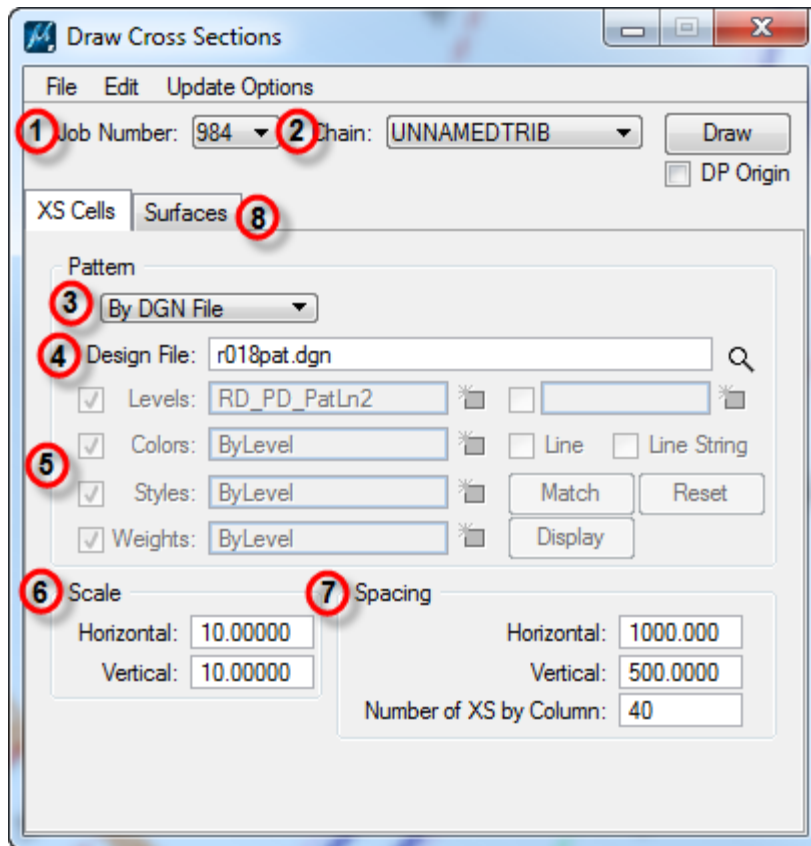 Draw Cross Sections
X
File Edit Update Options
1 Job Number: 984 2 Chain: UNNAMEDTRIB Draw
DP Origin
XS Cells Surfaces 8
Pattern
3 By DGN File
4 Design File: r018pat.dgn
Levels: RD_PD_PatLn2
5 Colors: ByLevel Line Line String
Styles: ByLevel Match Reset
Weights: ByLevel Display
6 Scale 7 Spacing
Horizontal: 10.00000 Horizontal: 1000.000
Vertical: 10.00000 Vertical: 500.0000
Number of XS by Column: 40